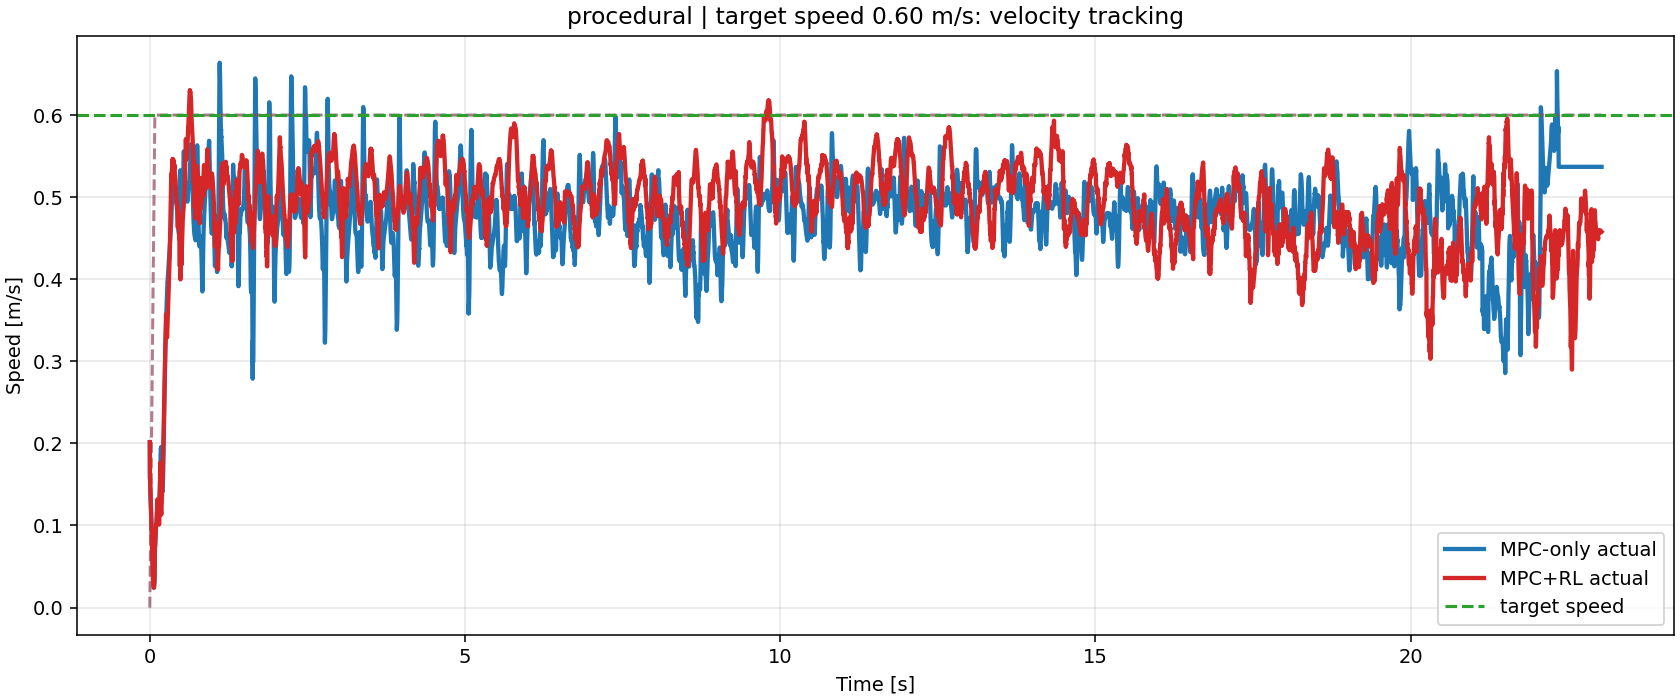 procedural | target speed 0.60 m/s: velocity tracking
Speed [m/s]
0.6
0.5
0.4
0.3
0.2
0.1
0.0
MPC-only actual
MPC+RL actual
target speed
0 5 10 15 20
Time [s]